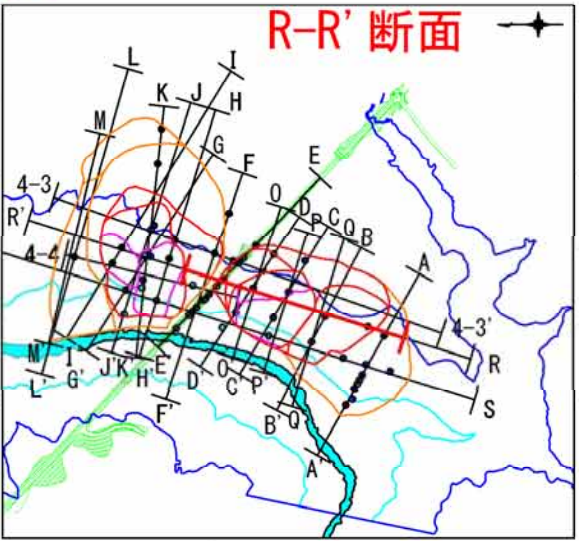 R-R' 断面
L
I
K
J
H
M
G
F
E
4-3
O
D
P
C
Q
B
R'
A
4-4
4-3'
R
M'
I'
G'
J'
K'
H'
E'
D'
O'
C'
P'
L'
F'
B'
Q'
S
A'